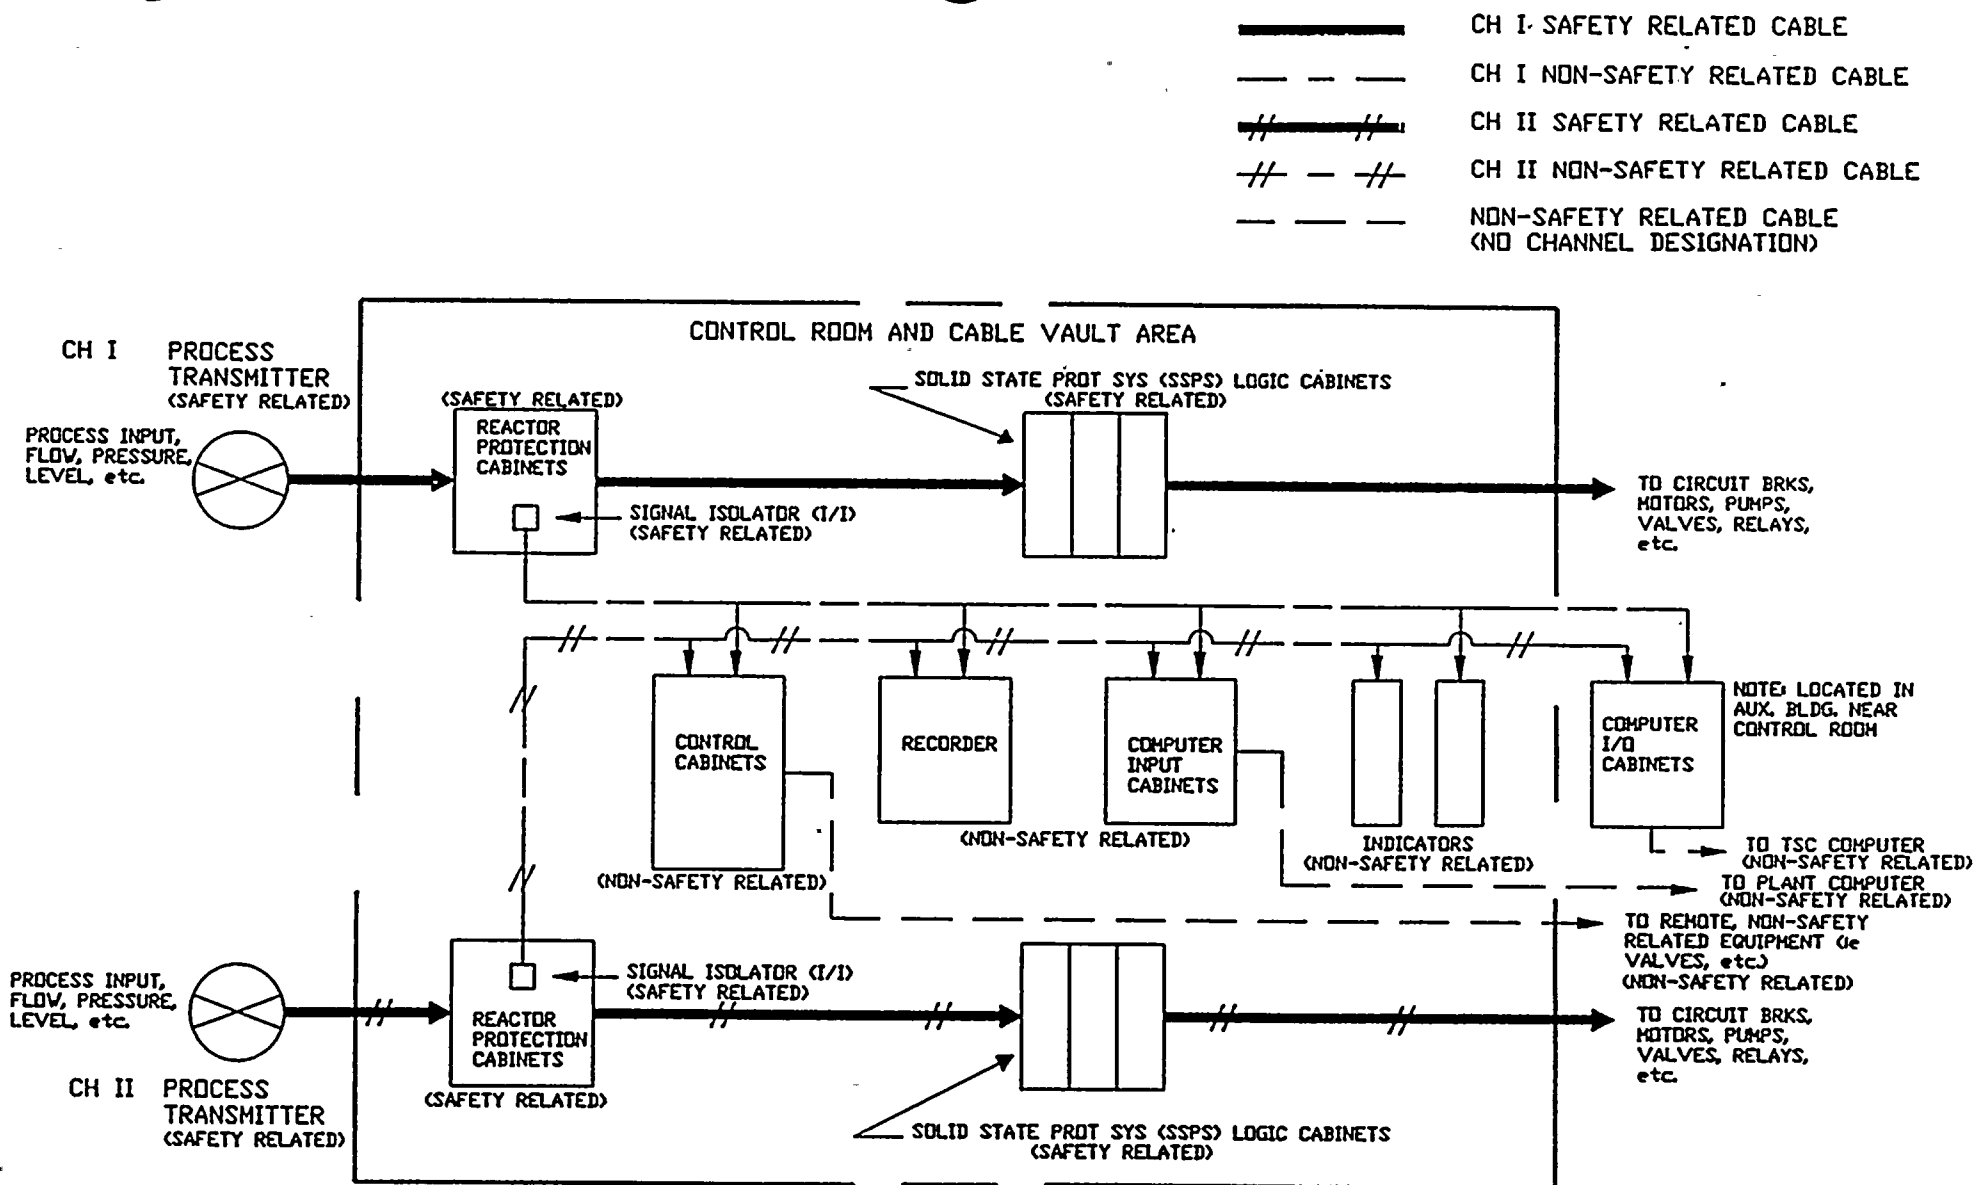 CH I SAFETY RELATED CABLE
CH I NON-SAFETY RELATED CABLE
CH II SAFETY RELATED CABLE
CH II NON-SAFETY RELATED CABLE
NON-SAFETY RELATED CABLE
(NO CHANNEL DESIGNATION)
CONTROL ROOM AND CABLE VAULT AREA
CH I PROCESS
TRANSMITTER
(SAFETY RELATED)
PROCESS INPUT,
FLOW, PRESSURE,
LEVEL, etc.
(SAFETY RELATED)
REACTOR
PROTECTION
CABINETS
SIGNAL ISOLATOR (I/I)
(SAFETY RELATED)
SOLID STATE PROT SYS (SSPS) LOGIC CABINETS
(SAFETY RELATED)
TO CIRCUIT BRKS,
MOTORS, PUMPS,
VALVES, RELAYS,
etc.
CONTROL
CABINETS
(NON-SAFETY RELATED)
RECORDER
COMPUTER
INPUT
CABINETS
(NON-SAFETY RELATED)
INDICATORS
(NON-SAFETY RELATED)
COMPUTER
I/O
CABINETS
NOTE: LOCATED IN
AUX. BLDG. NEAR
CONTROL ROOM
TO TSC COMPUTER
(NON-SAFETY RELATED)
TO PLANT COMPUTER
(NON-SAFETY RELATED)
TO REMOTE, NON-SAFETY
RELATED EQUIPMENT (ie
VALVES, etc.)
(NON-SAFETY RELATED)
PROCESS INPUT,
FLOW, PRESSURE,
LEVEL, etc.
CH II PROCESS
TRANSMITTER
(SAFETY RELATED)
SIGNAL ISOLATOR (I/I)
(SAFETY RELATED)
REACTOR
PROTECTION
CABINETS
(SAFETY RELATED)
SOLID STATE PROT SYS (SSPS) LOGIC CABINETS
(SAFETY RELATED)
TO CIRCUIT BRKS,
MOTORS, PUMPS,
VALVES, RELAYS,
etc.